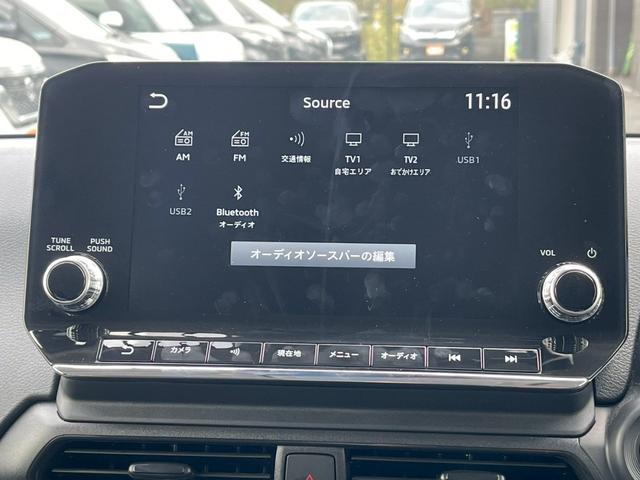 Source
11:16
AM
FM
AM
FM
交通情報
TV1
自宅エリア
TV2
おでかけエリア
USB1
USB2
Bluetooth
オーディオ
オーディオソースバーの編集
TUNE
SCROLL
PUSH
SOUND
VOL
カメラ
現在地
メニュー
オーディオ